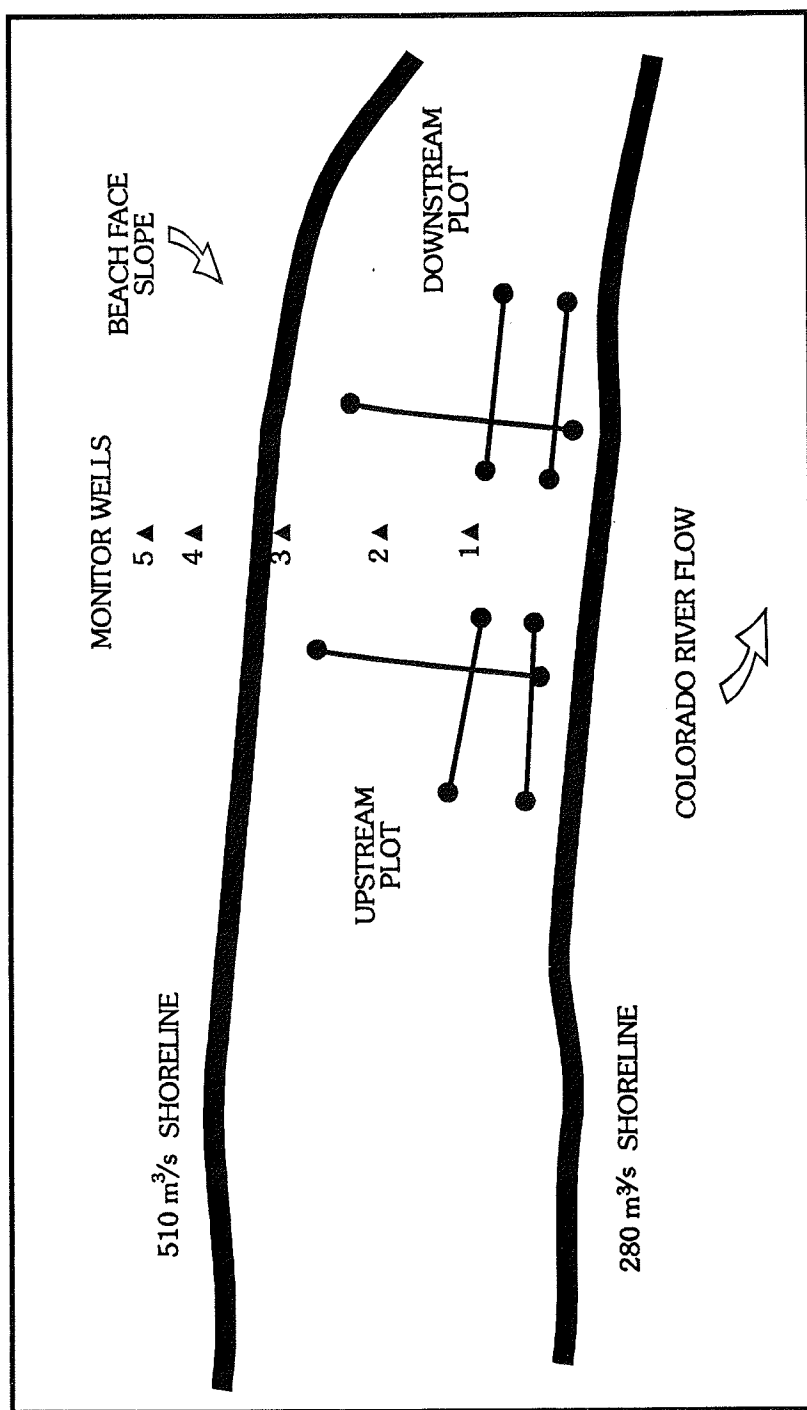 510 m³/s SHORELINE
MONITOR WELLS
5
4
3
2
1
BEACH FACE
SLOPE
UPSTREAM
PLOT
DOWNSTREAM
PLOT
280 m³/s SHORELINE
COLORADO RIVER FLOW